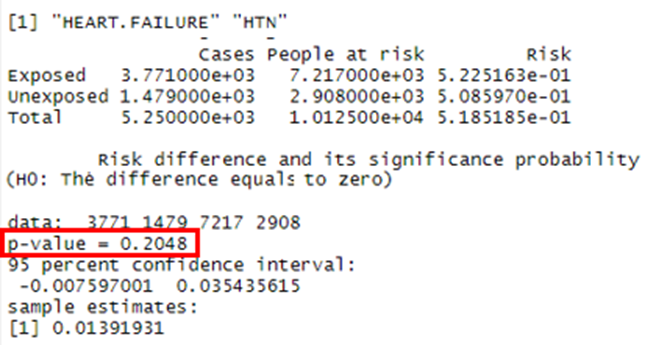 [1] "HEART.FAILURE" "HTN"
Cases People at risk Risk
Exposed 3.771000e+03 7.217000e+03 5.225163e-01
Unexposed 1.479000e+03 2.908000e+03 5.085970e-01
Total 5.250000e+03 1.012500e+04 5.185185e-01
Risk difference and its significance probability
(H0: The difference equals to zero)
data: 3771 1479 7217 2908
p-value = 0.2048
95 percent confidence interval:
-0.007597001 0.035435615
sample estimates:
[1] 0.01391931